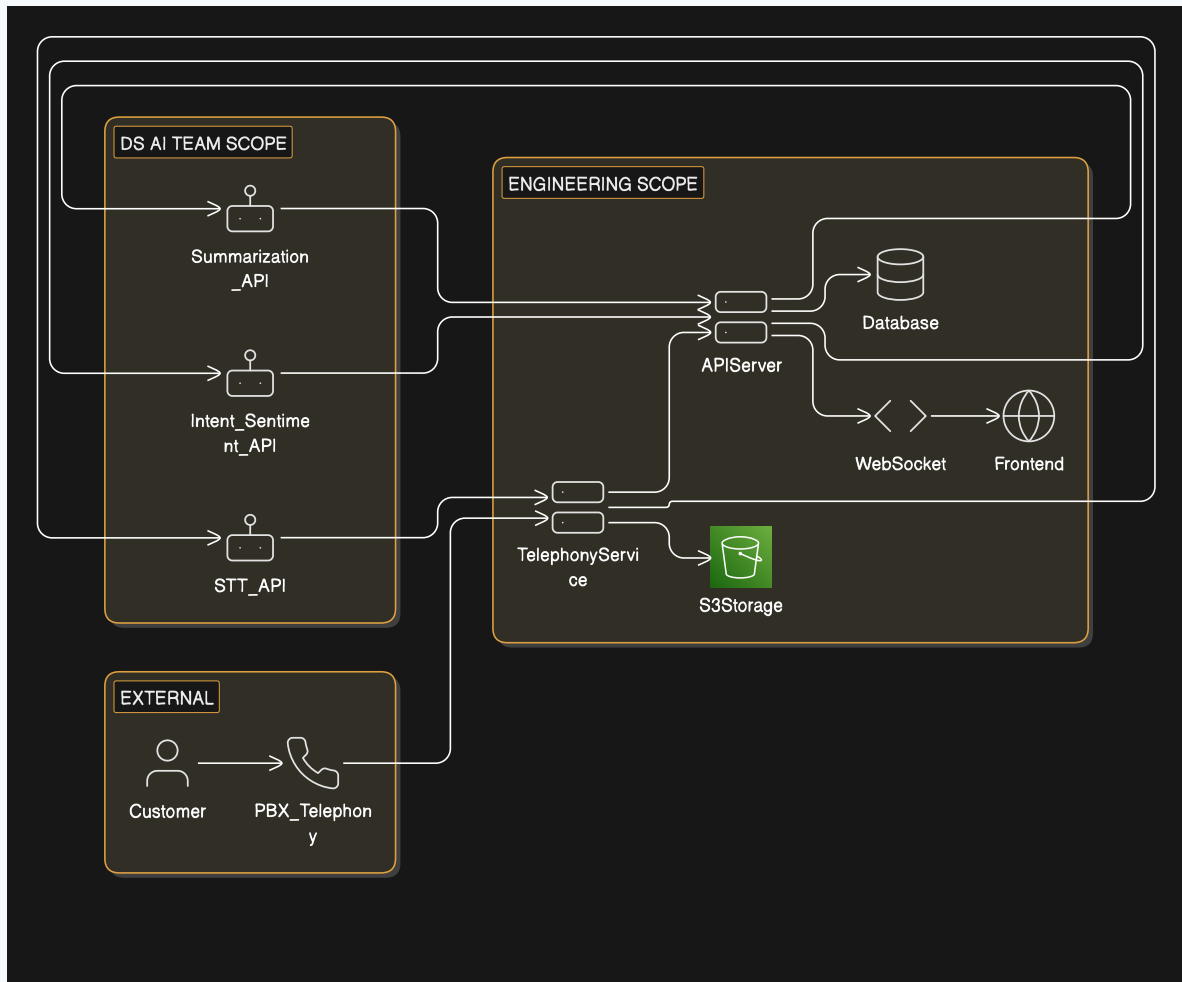 DS AI TEAM SCOPE
Summarization
_API
Intent_Sentime
nt_API
STT_API
ENGINEERING SCOPE
Database
APIServer
WebSocket
Frontend
TelephonyServi
ce
S3Storage
EXTERNAL
Customer
PBX_Telephon
y